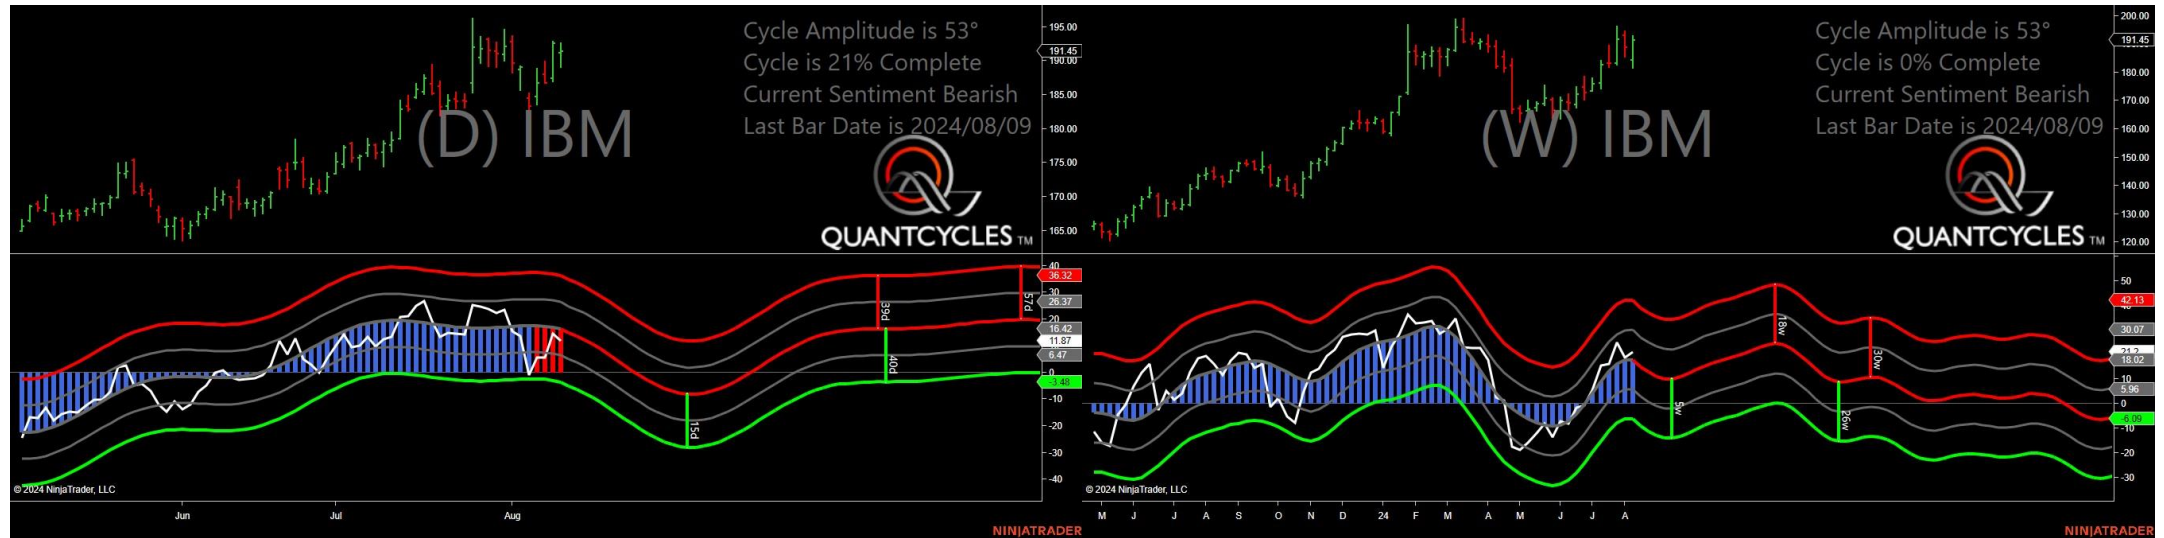 Cycle Amplitude is 53°
Cycle is 21% Complete
Current Sentiment Bearish
Last Bar Date is 2024/08/09
(D) IBM
QUANTCYCLES TM
195.00
191.45
190.00
185.00
180.00
175.00
170.00
165.00
40
36.32
30
26.37
20
16.42
11.87
6.47
0
-3.48
-10
-20
-30
-40
39d
57d
40d
15d
© 2024 NinjaTrader, LLC
Jun Jul Aug
NINJATRADER
Cycle Amplitude is 53°
Cycle is 0% Complete
Current Sentiment Bearish
Last Bar Date is 2024/08/09
(W) IBM
QUANTCYCLES TM
200.00
191.45
180.00
170.00
160.00
150.00
140.00
130.00
120.00
50
42.13
30.07
18.02
10
5.96
0
-6.09
-10
-20
-30
18w
30w
5w
26w
© 2024 NinjaTrader, LLC
M J J A S O N D 24 F M A M J J A
NINJATRADER